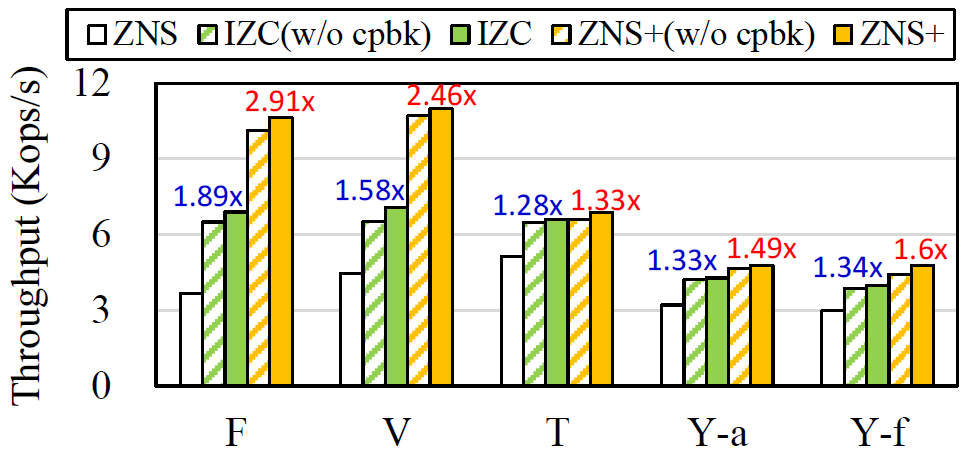 ZNS IZC(w/o cpbk) IZC ZNS+(w/o cpbk) ZNS+
Throughput (Kops/s)
12
9
6
3
0
1.89x
2.91x
1.58x
2.46x
1.28x
1.33x
1.33x
1.49x
1.34x
1.6x
F V T Y-a Y-f